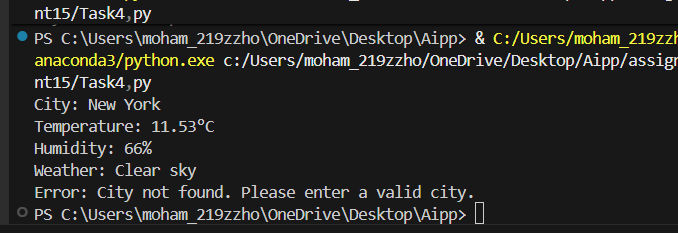 nt15/Task4,py
PS C:\Users\moham_219zzho\OneDrive\Desktop\Aipp> & C:/Users/moham_219zzh
anaconda3/python.exe c:/Users/moham_219zzho/OneDrive/Desktop/Aipp/assig
nt15/Task4,py
City: New York
Temperature: 11.53°C
Humidity: 66%
Weather: Clear sky
Error: City not found. Please enter a valid city.
PS C:\Users\moham_219zzho\OneDrive\Desktop\Aipp>